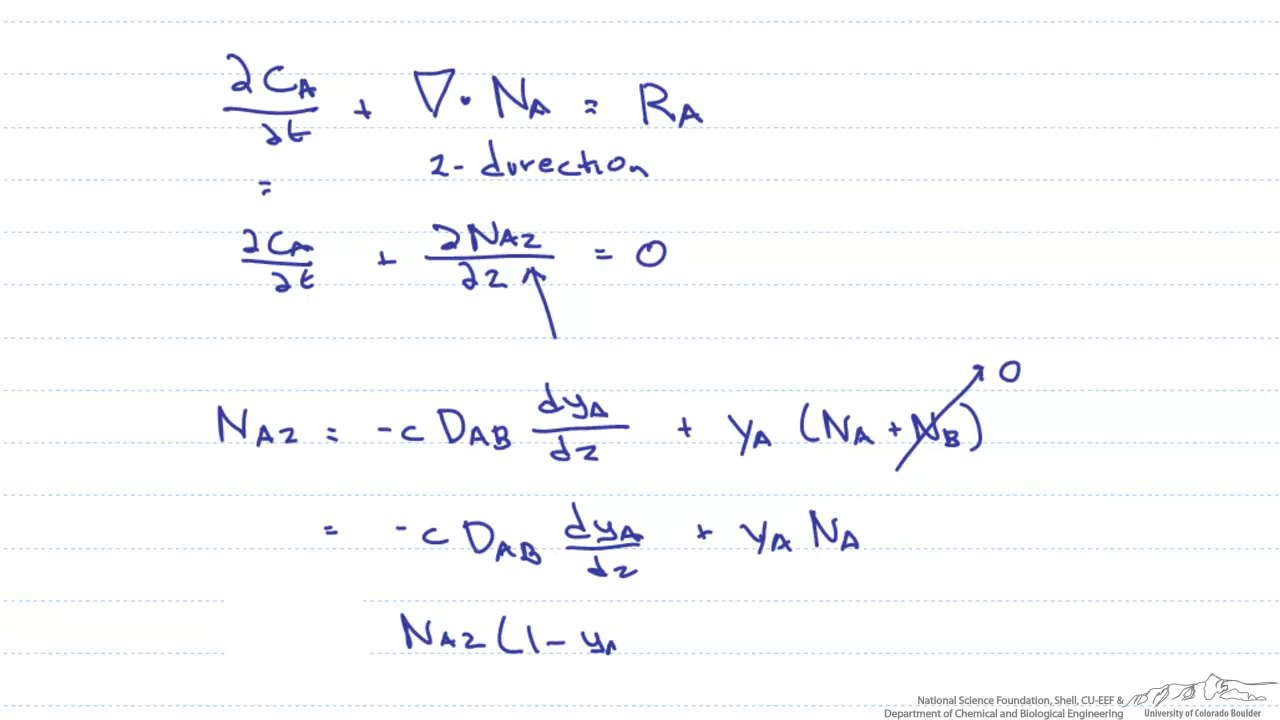 ∂C_A/∂t + ∇ · N_A = R_A
z - direction
=
∂C_A/∂t + ∂N_Az/∂z = 0
N_Az = -c D_AB dy_A/dz + y_A (N_A + N_B) 0
= -c D_AB dy_A/dz + y_A N_A
N_Az (1 - y_A
National Science Foundation, Shell, CU-EEF &
Department of Chemical and Biological Engineering
University of Colorado Boulder